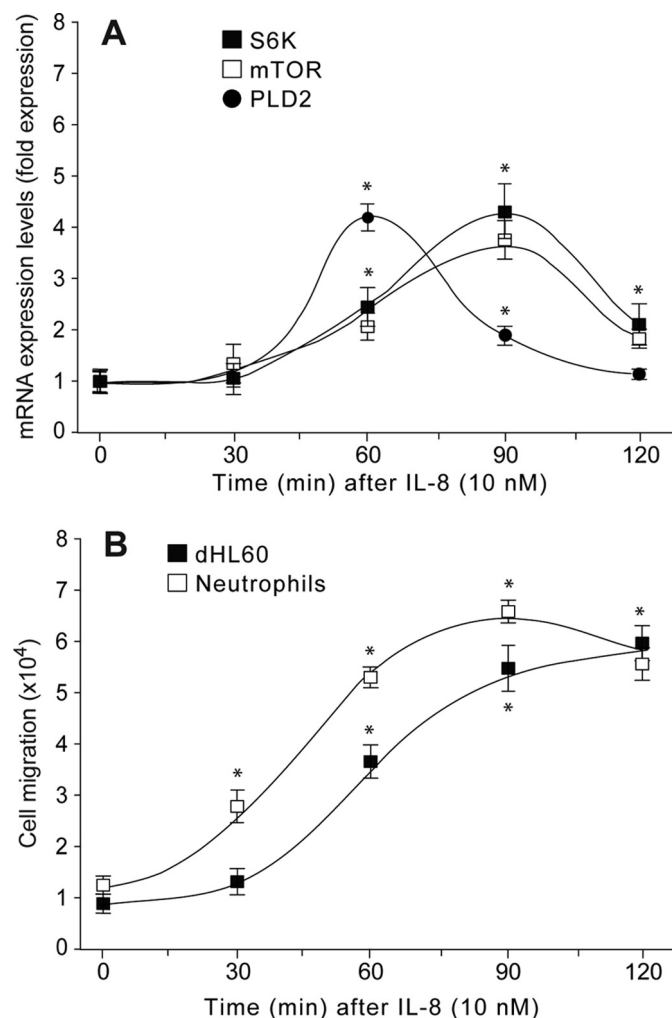 A
S6K
mTOR
PLD2
mRNA expression levels (fold expression)
8
7
6
5
4
3
2
1
0
* * * * *
0 30 60 90 120
Time (min) after IL-8 (10 nM)
B
dHL60
Neutrophils
Cell migration (x10⁴)
8
7
6
5
4
3
2
1
0
* * * * * *
0 30 60 90 120
Time (min) after IL-8 (10 nM)